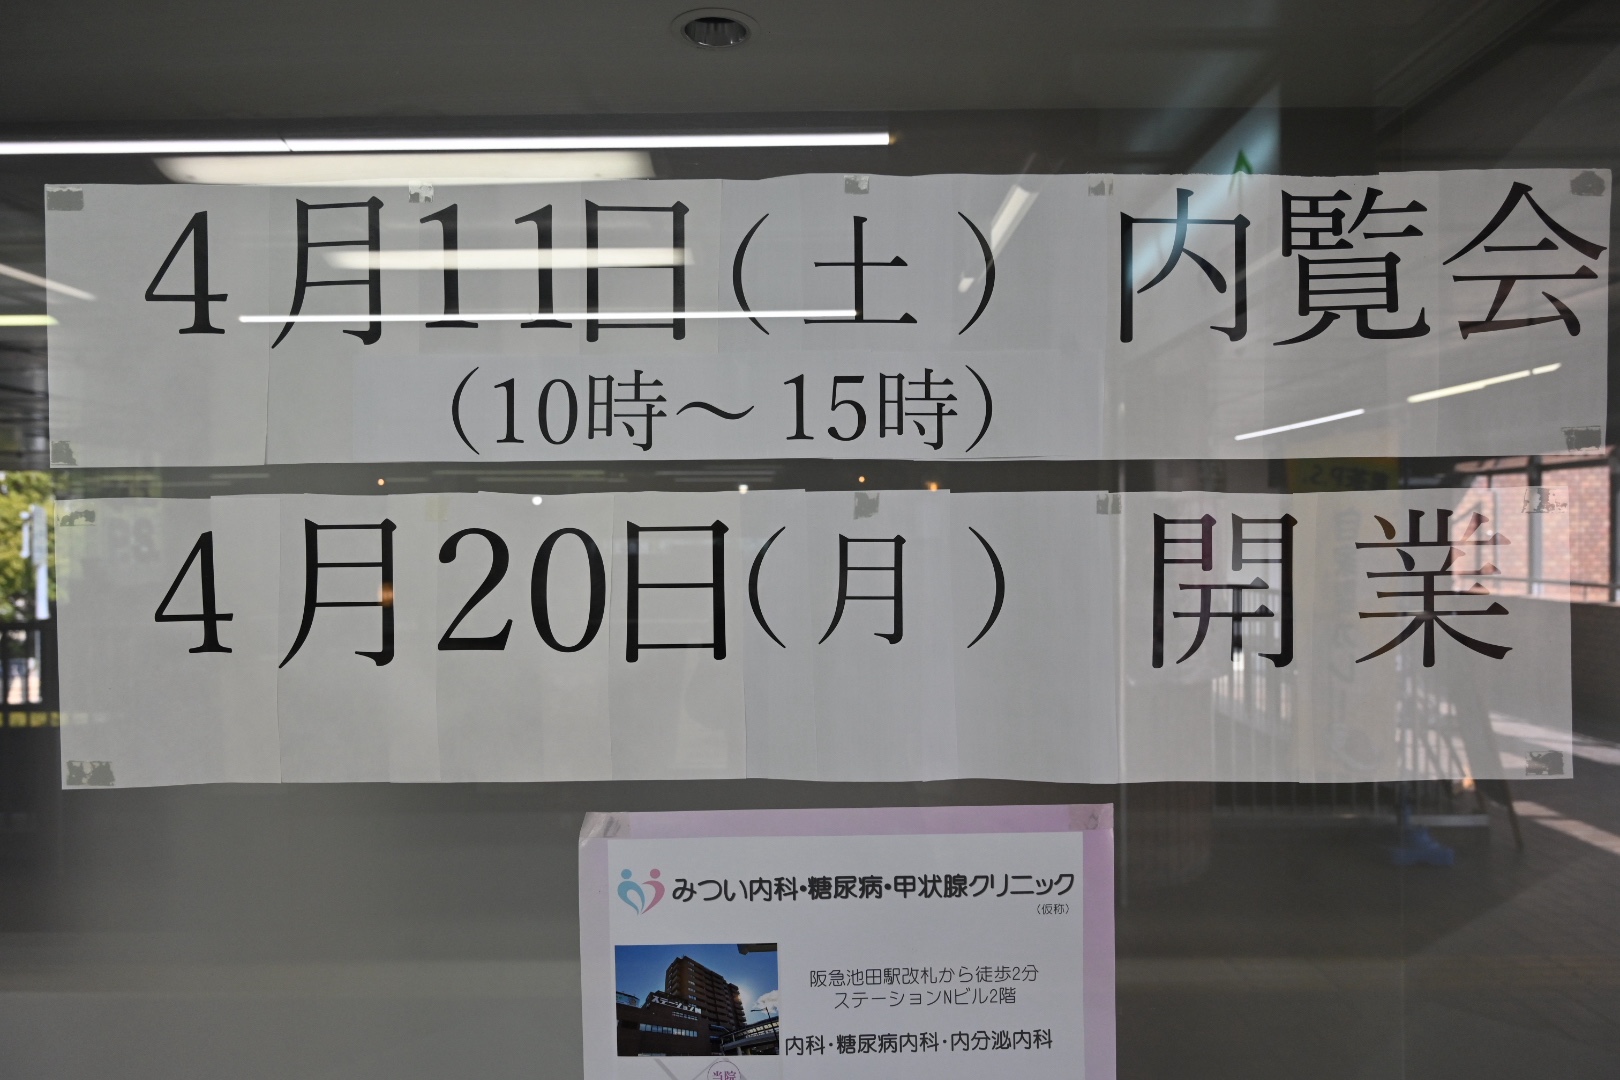 4月11日(土) 内覧会
(10時～15時)
4月20日(月) 開業
みつい内科・糖尿病・甲状腺クリニック
(仮称)
阪急池田駅改札から徒歩2分
ステーションNビル2階
内科・糖尿病内科・内分泌内科
当院